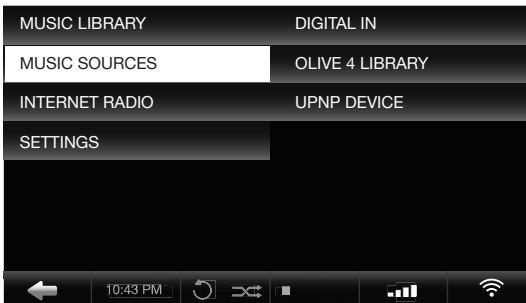 MUSIC LIBRARY
MUSIC SOURCES
INTERNET RADIO
SETTINGS
DIGITAL IN
OLIVE 4 LIBRARY
UPNP DEVICE
10:43 PM